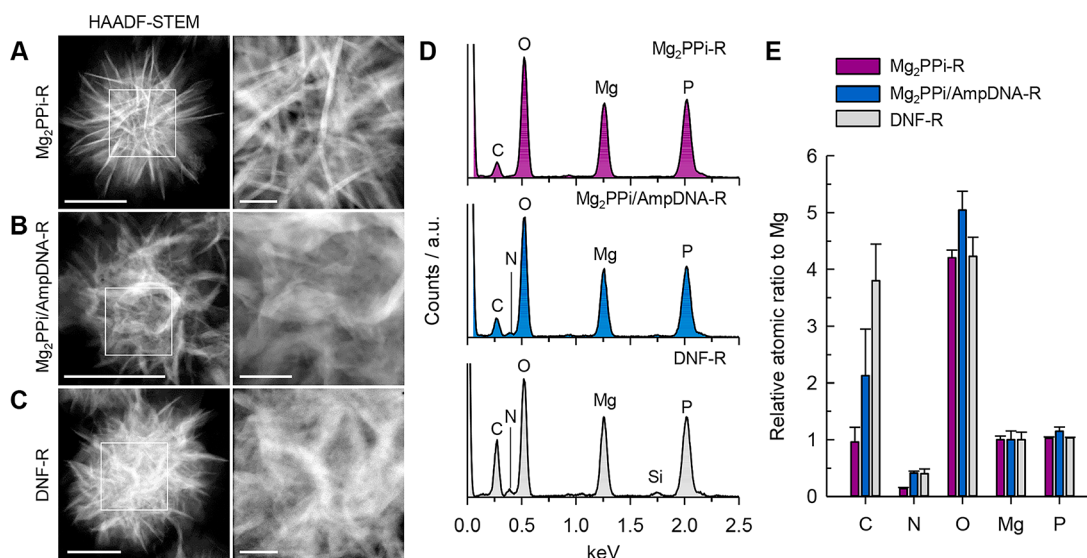 HAADF-STEM
A
Mg₂PPi-R
B
Mg₂PPi/AmpDNA-R
C
DNF-R
D
Mg₂PPi-R
O
Mg
P
C
Mg₂PPi/AmpDNA-R
O
N
Mg
P
C
DNF-R
O
N
Mg
P
C
Si
Counts / a.u.
0.0 0.5 1.0 1.5 2.0 2.5
keV
E
Mg₂PPi-R
Mg₂PPi/AmpDNA-R
DNF-R
Relative atomic ratio to Mg
6
5
4
3
2
1
0
C N O Mg P